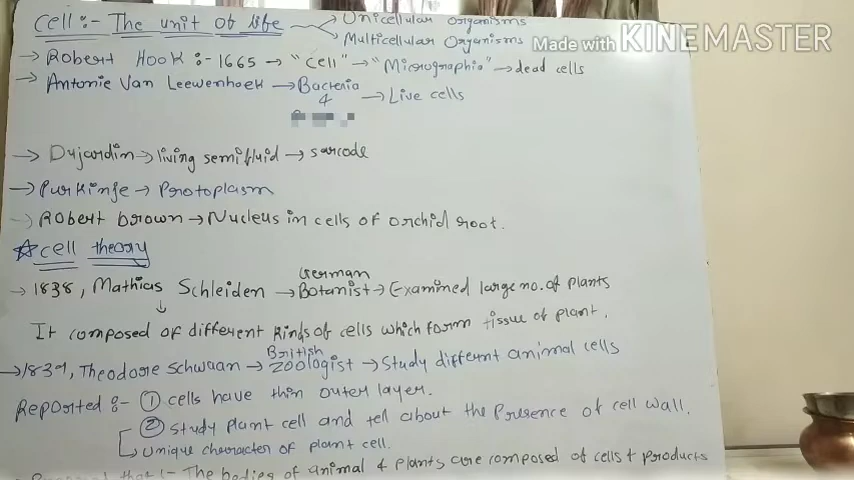 Cell :- The unit of life
Unicellular organisms
Multicellular Organisms
Made with KINEMASTER
→ Robert Hook :- 1665 → "Cell" → "Micrographia" → dead cells
→ Antonie Van Leewenhoek → Bacteria → Live cells
&
→ Dujardin → living semifluid → sarcode
→ Purkinje → Protoplasm
→ Robert brown → Nucleus in cells of orchid root.
☆ cell theory
German
→ 1838, Mathias Schleiden → Botanist → Examined large no. of plants
↓
It composed of different kinds of cells which form tissue of plant.
British
→ 1839, Theodore Schwaan → Zoologist → Study different animal cells
Reported :- ① cells have thin outer layer.
② Study plant cell and tell about the Presence of cell wall.
↳ Unique character of plant cell.
that :- The bodies of animal & plants are composed of cells & products